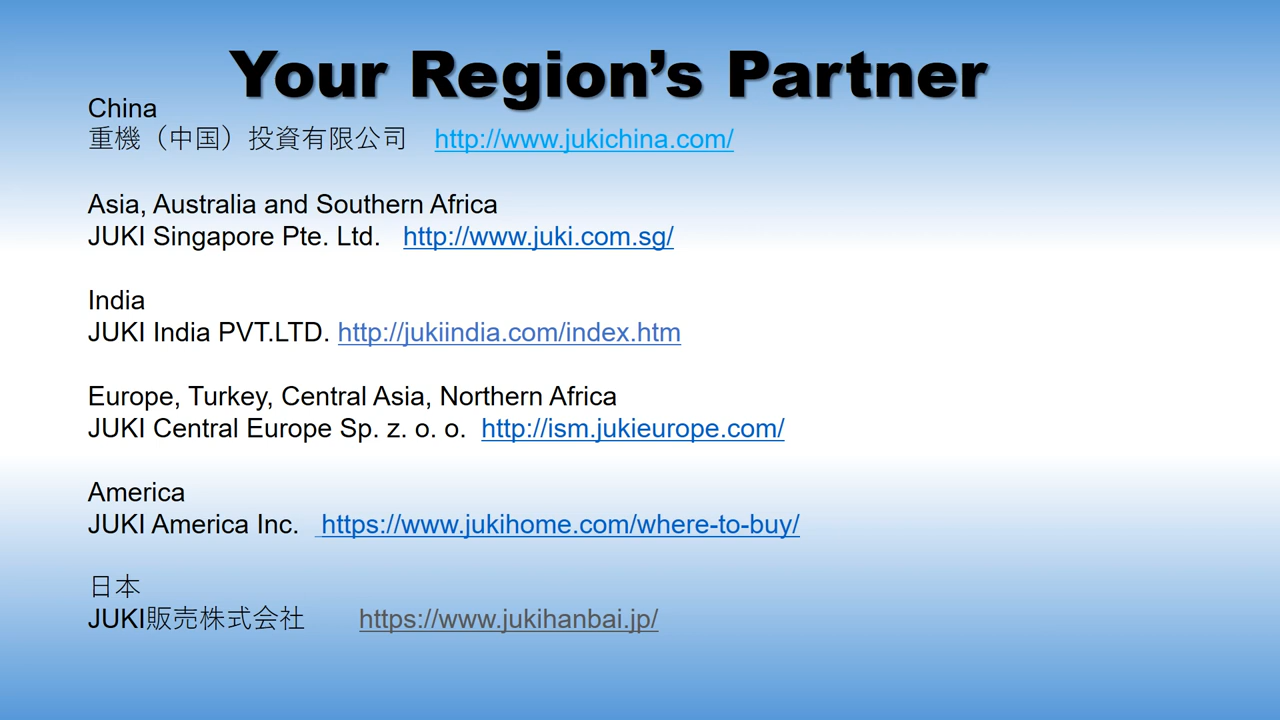 Your Region’s Partner
China
重機（中国）投資有限公司 http://www.jukichina.com/
Asia, Australia and Southern Africa
JUKI Singapore Pte. Ltd. http://www.juki.com.sg/
India
JUKI India PVT.LTD. http://jukiindia.com/index.htm
Europe, Turkey, Central Asia, Northern Africa
JUKI Central Europe Sp. z. o. o. http://ism.jukieurope.com/
America
JUKI America Inc. https://www.jukihome.com/where-to-buy/
日本
JUKI販売株式会社 https://www.jukihanbai.jp/